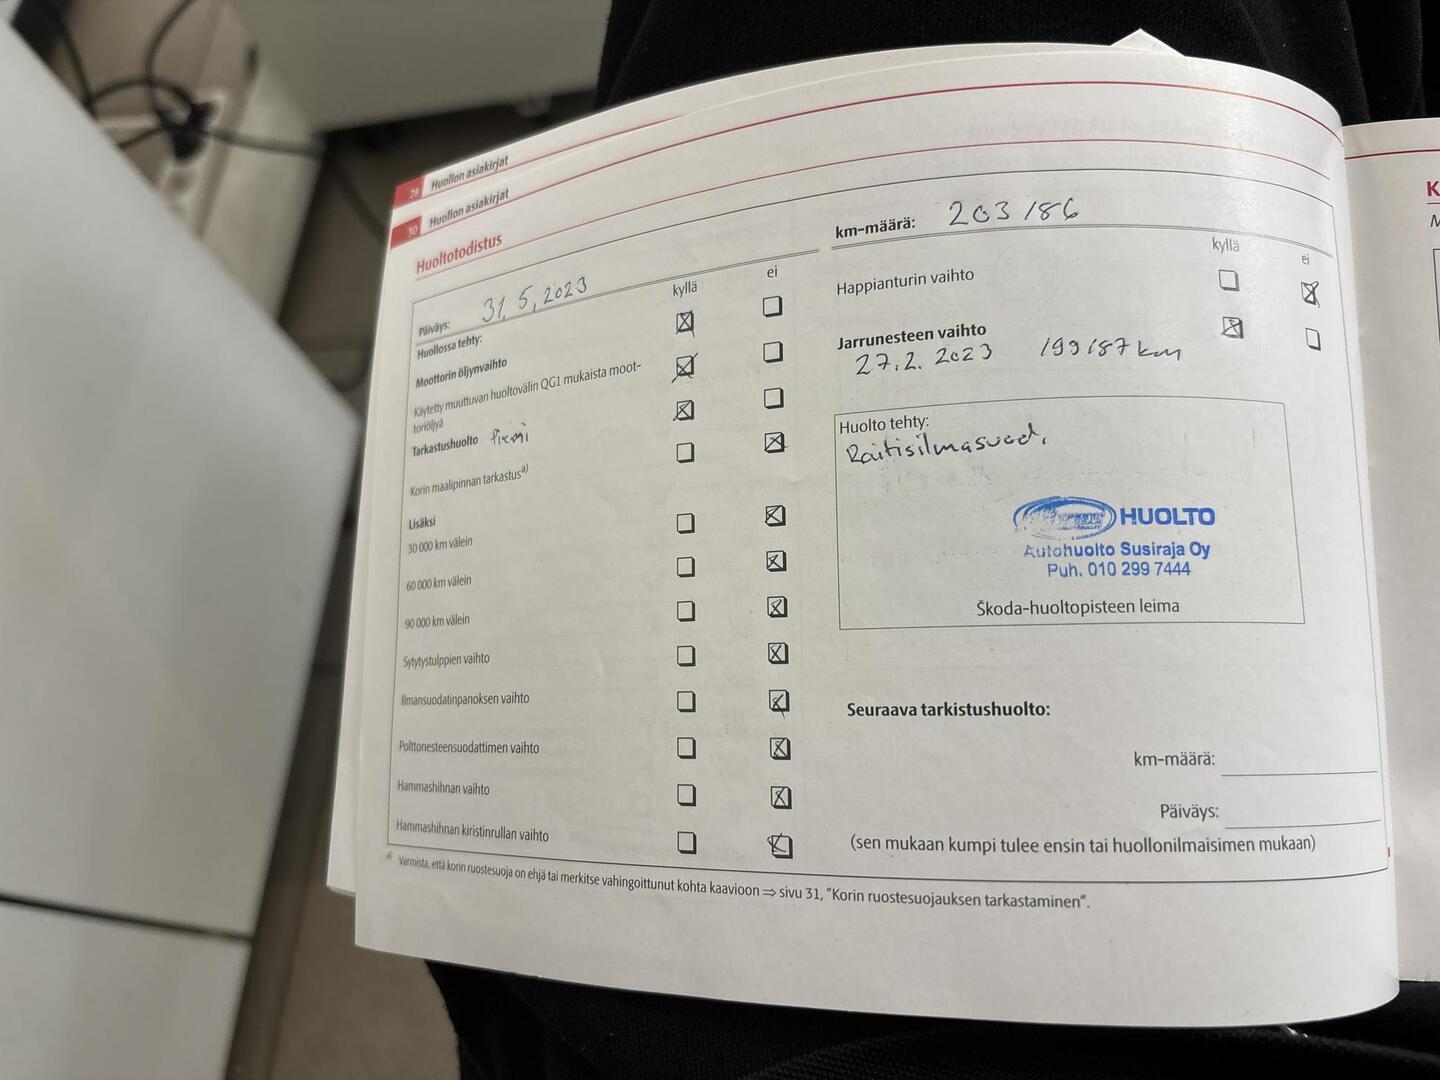 28 Huollon asiakirjat
30 Huollon asiakirjat
Huoltotodistus
Päiväys: 31.5.2023
Huollossa tehty:
kyllä ei
Moottorin öljynvaihto
Käytetty muuttuvan huoltovälin QG1 mukaista moot-
toriöljyä
Tarkastushuolto Pieni
Korin maalipinnan tarkastus a)
Lisäksi
30 000 km välein
60 000 km välein
90 000 km välein
Sytytystulppien vaihto
Ilmansuodatinpanoksen vaihto
Polttonesteensuodattimen vaihto
Hammashihnan vaihto
Hammashihnan kiristinrullan vaihto
km-määrä: 203186
kyllä ei
Happianturin vaihto
Jarrunesteen vaihto
27.2.2023 199187 km
Huolto tehty:
Raitisilmasuod.
HUOLTO
Autohuolto Susiraja Oy
Puh. 010 299 7444
Škoda-huoltopisteen leima
Seuraava tarkistushuolto:
km-määrä:
Päiväys:
(sen mukaan kumpi tulee ensin tai huollonilmaisimen mukaan)
a) Varmista, että korin ruostesuoja on ehjä tai merkitse vahingoittunut kohta kaavioon ⇒ sivu 31, "Korin ruostesuojauksen tarkastaminen".
K